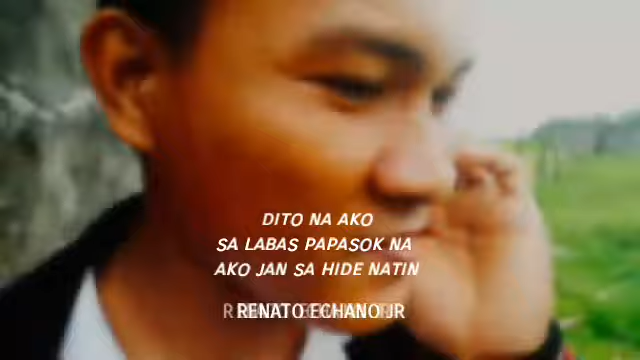 DITO NA AKO
SA LABAS PAPASOK NA
AKO JAN SA HIDE NATIN
RENATO ECHANO JR